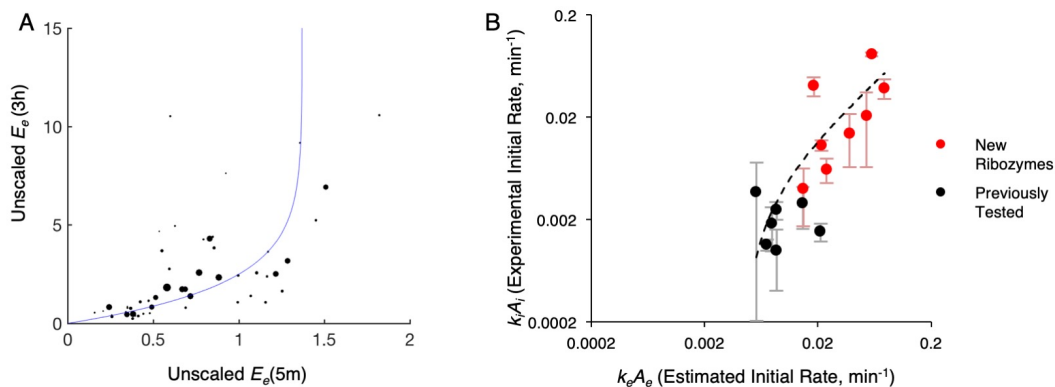 A
15
10
5
0
0
0.5
1
1.5
2
Unscaled Ee (3h)
Unscaled Ee(5m)
B
0.2
0.02
0.002
0.0002
0.0002
0.002
0.02
0.2
kiAi (Experimental Initial Rate, min-1)
keAe (Estimated Initial Rate, min-1)
New
Ribozymes
Previously
Tested